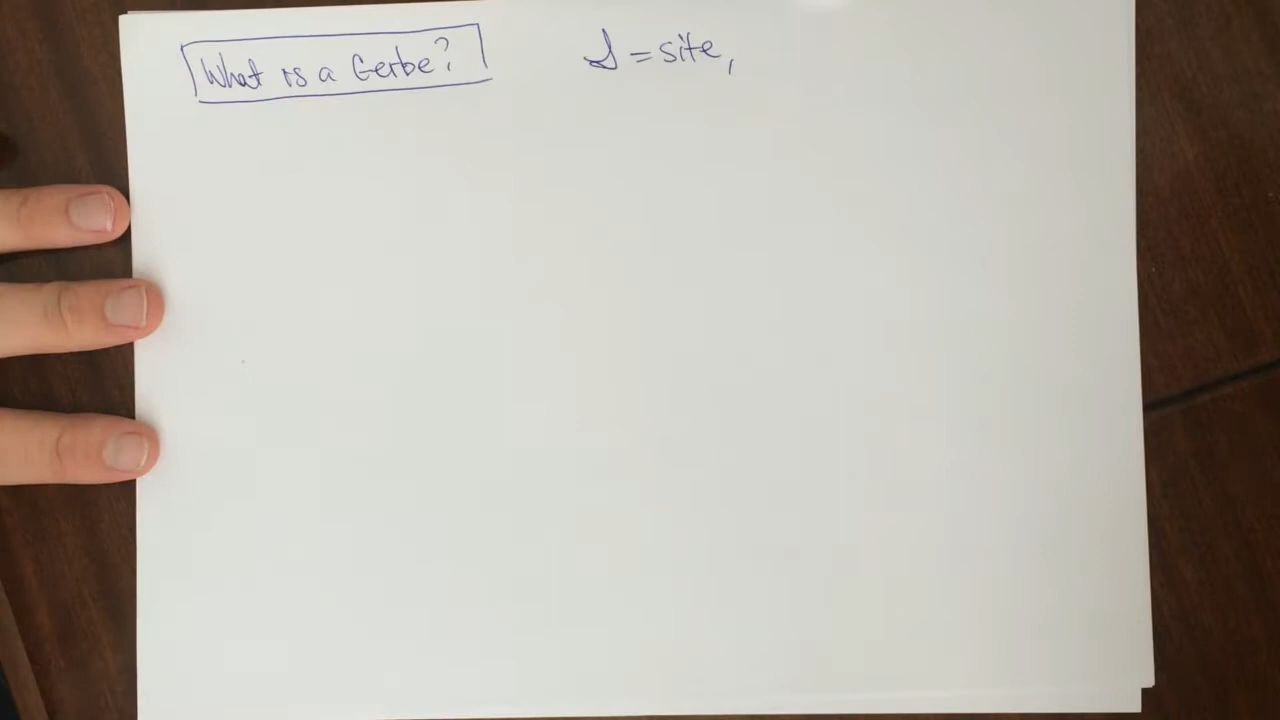 What is a Gerbe?
S = site,